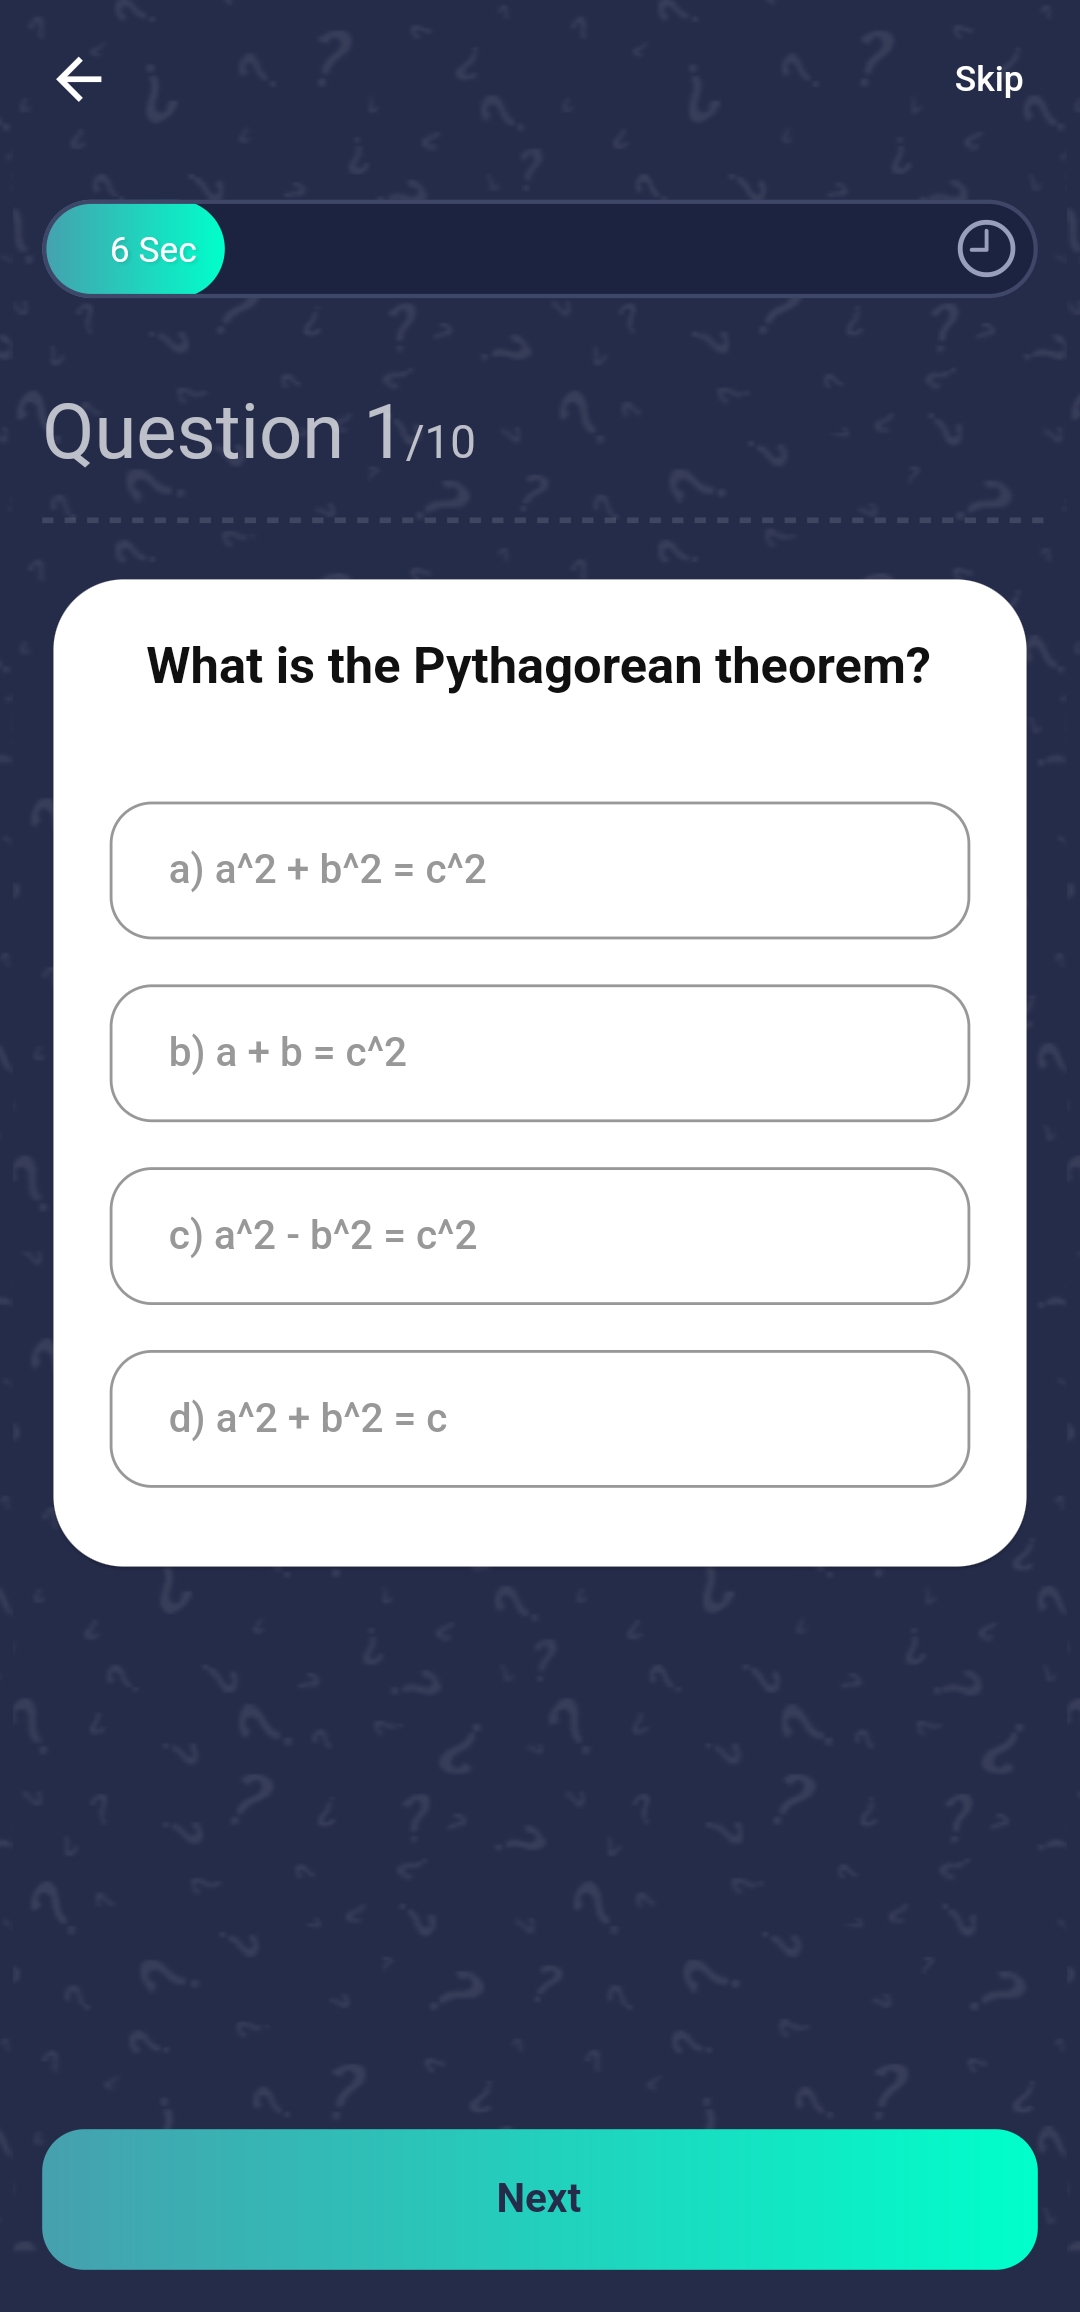 Skip
6 Sec
Question 1/10
What is the Pythagorean theorem?
a) a^2 + b^2 = c^2
b) a + b = c^2
c) a^2 - b^2 = c^2
d) a^2 + b^2 = c
Next